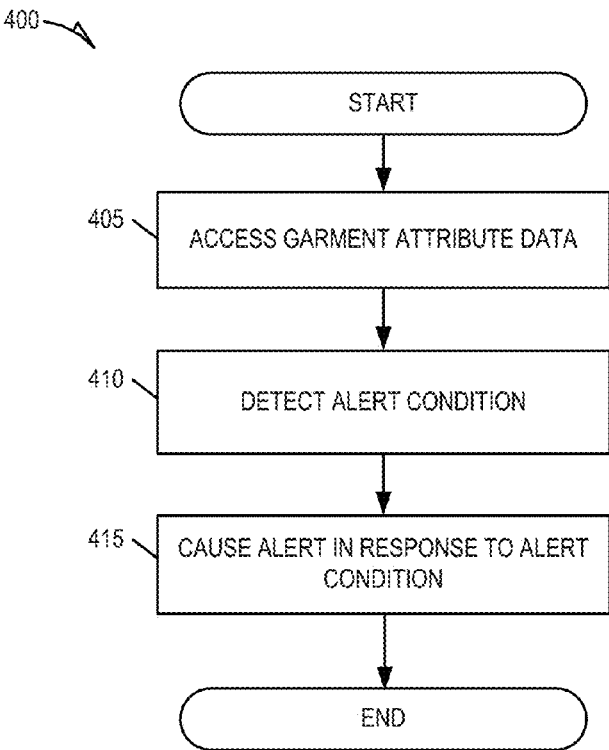 400
START
405
ACCESS GARMENT ATTRIBUTE DATA
410
DETECT ALERT CONDITION
415
CAUSE ALERT IN RESPONSE TO ALERT
CONDITION
END